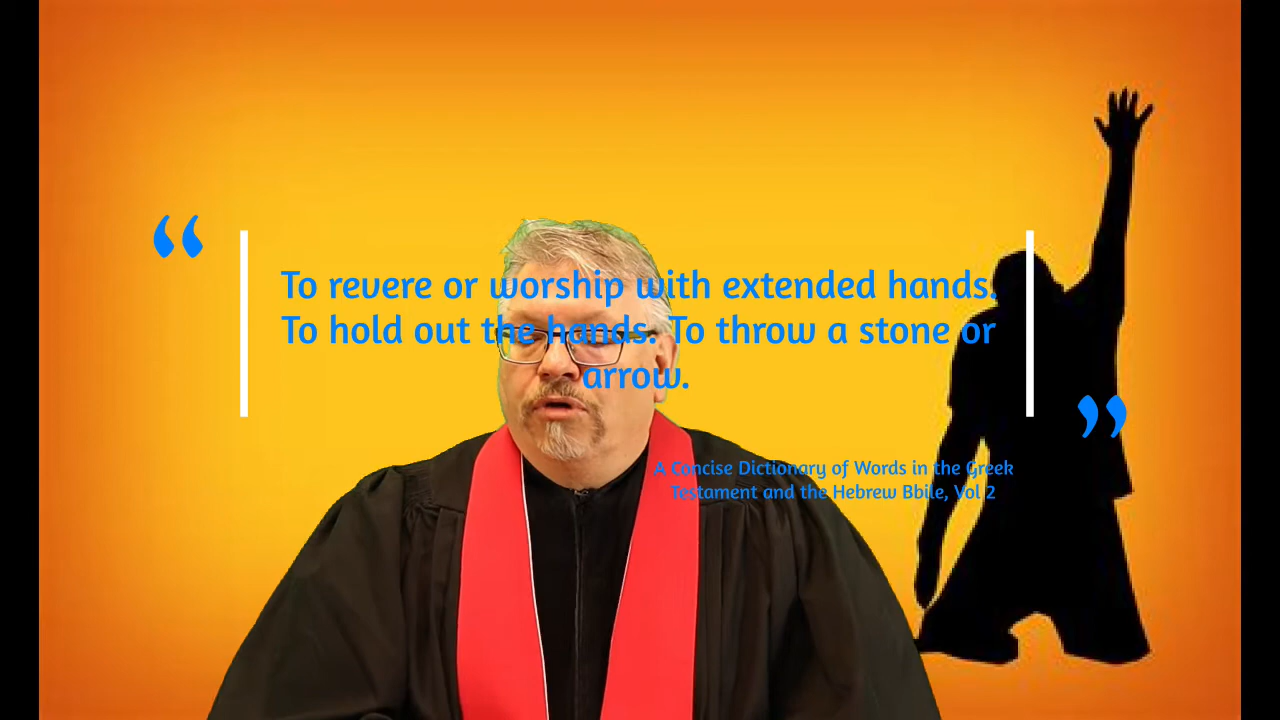 “
To revere or worship with extended hands.
To hold out the hands. To throw a stone or
arrow.
”
A Concise Dictionary of Words in the Greek
Testament and the Hebrew Bbile, Vol 2